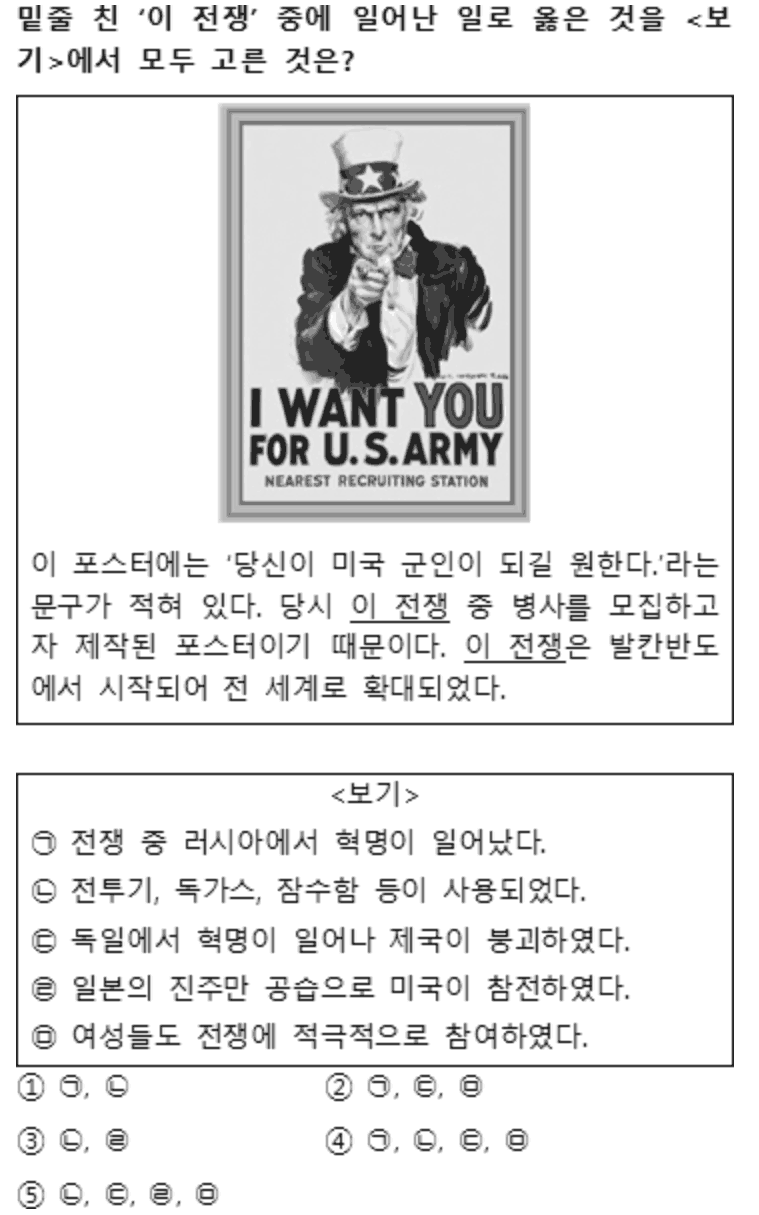 밑줄 친 ‘이 전쟁’ 중에 일어난 일로 옳은 것을 <보
기>에서 모두 고른 것은?
I WANT YOU
FOR U.S. ARMY
NEAREST RECRUITING STATION
이 포스터에는 ‘당신이 미국 군인이 되길 원한다.’라는
문구가 적혀 있다. 당시 이 전쟁 중 병사를 모집하고
자 제작된 포스터이기 때문이다. 이 전쟁은 발칸반도
에서 시작되어 전 세계로 확대되었다.
<보기>
㉠ 전쟁 중 러시아에서 혁명이 일어났다.
㉡ 전투기, 독가스, 잠수함 등이 사용되었다.
㉢ 독일에서 혁명이 일어나 제국이 붕괴하였다.
㉣ 일본의 진주만 공습으로 미국이 참전하였다.
㉤ 여성들도 전쟁에 적극적으로 참여하였다.
① ㉠, ㉡ ② ㉠, ㉢, ㉤
③ ㉡, ㉣ ④ ㉠, ㉡, ㉢, ㉤
⑤ ㉡, ㉢, ㉣, ㉤